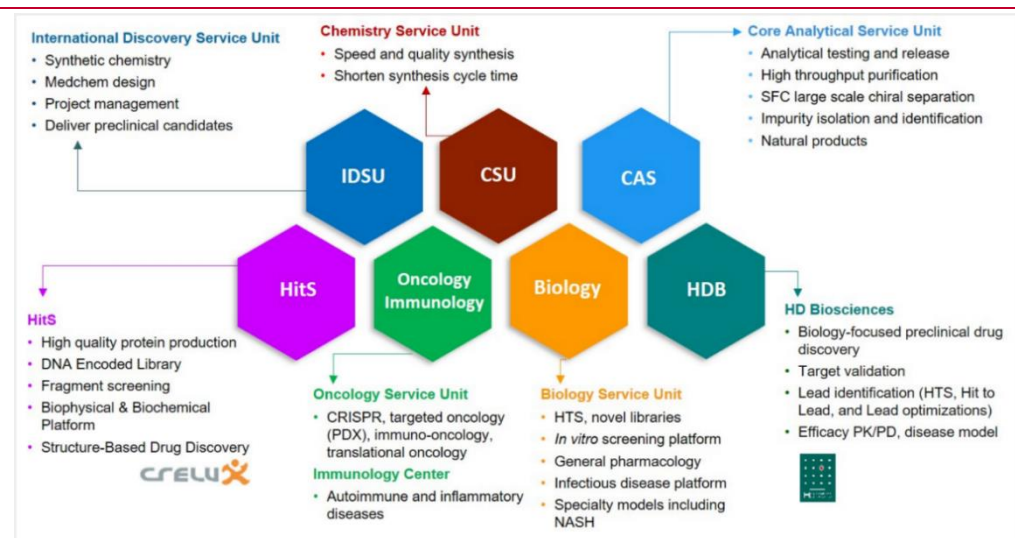 International Discovery Service Unit
• Synthetic chemistry
• Medchem design
• Project management
• Deliver preclinical candidates
Chemistry Service Unit
• Speed and quality synthesis
• Shorten synthesis cycle time
Core Analytical Service Unit
• Analytical testing and release
• High throughput purification
• SFC large scale chiral separation
• Impurity isolation and identification
• Natural products
IDSU
CSU
CAS
HitS
Oncology
Immunology
Biology
HDB
HitS
• High quality protein production
• DNA Encoded Library
• Fragment screening
• Biophysical & Biochemical
Platform
• Structure-Based Drug Discovery
crelux
Oncology Service Unit
• CRISPR, targeted oncology
(PDX), immuno-oncology,
translational oncology
Immunology Center
• Autoimmune and inflammatory
diseases
Biology Service Unit
• HTS, novel libraries
• In vitro screening platform
• General pharmacology
• Infectious disease platform
• Specialty models including
NASH
HD Biosciences
• Biology-focused preclinical drug
discovery
• Target validation
• Lead identification (HTS, Hit to
Lead, and Lead optimizations)
• Efficacy PK/PD, disease model